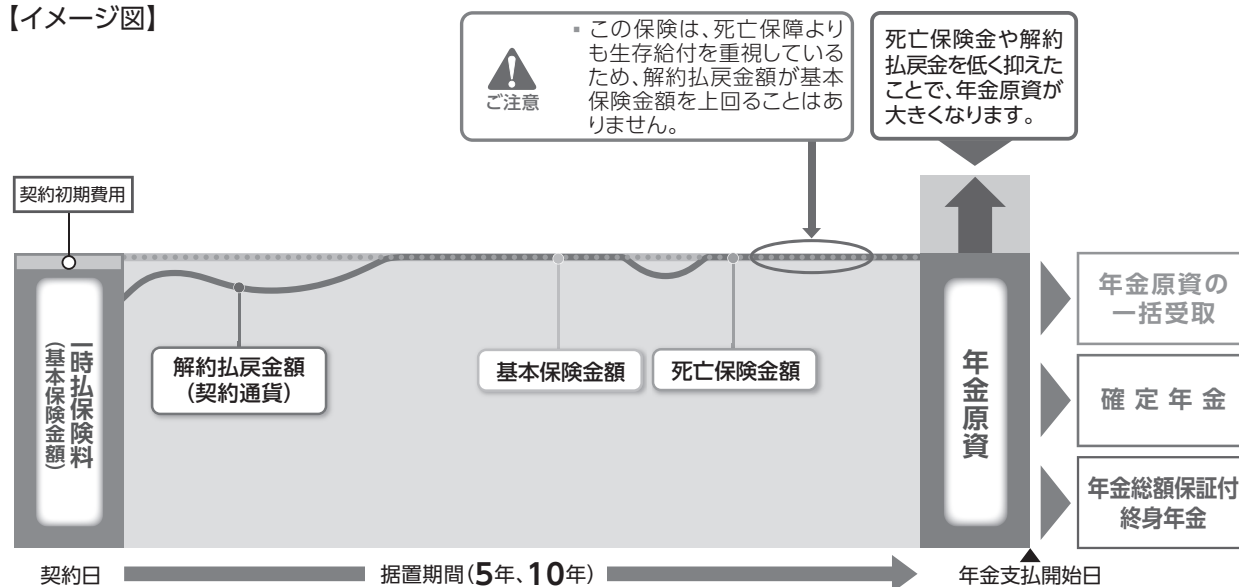 【イメージ図】
ご注意
▪ この保険は、死亡保障より
も生存給付を重視している
ため、解約払戻金額が基本
保険金額を上回ることはあ
りません。
死亡保険金や解約
払戻金を低く抑えた
ことで、年金原資が
大きくなります。
契約初期費用
一時払保険料
(基本保険金額)
解約払戻金額
(契約通貨)
基本保険金額
死亡保険金額
年金原資
年金原資の
一括受取
確定年金
年金総額保証付
終身年金
契約日
据置期間(5年、10年)
年金支払開始日